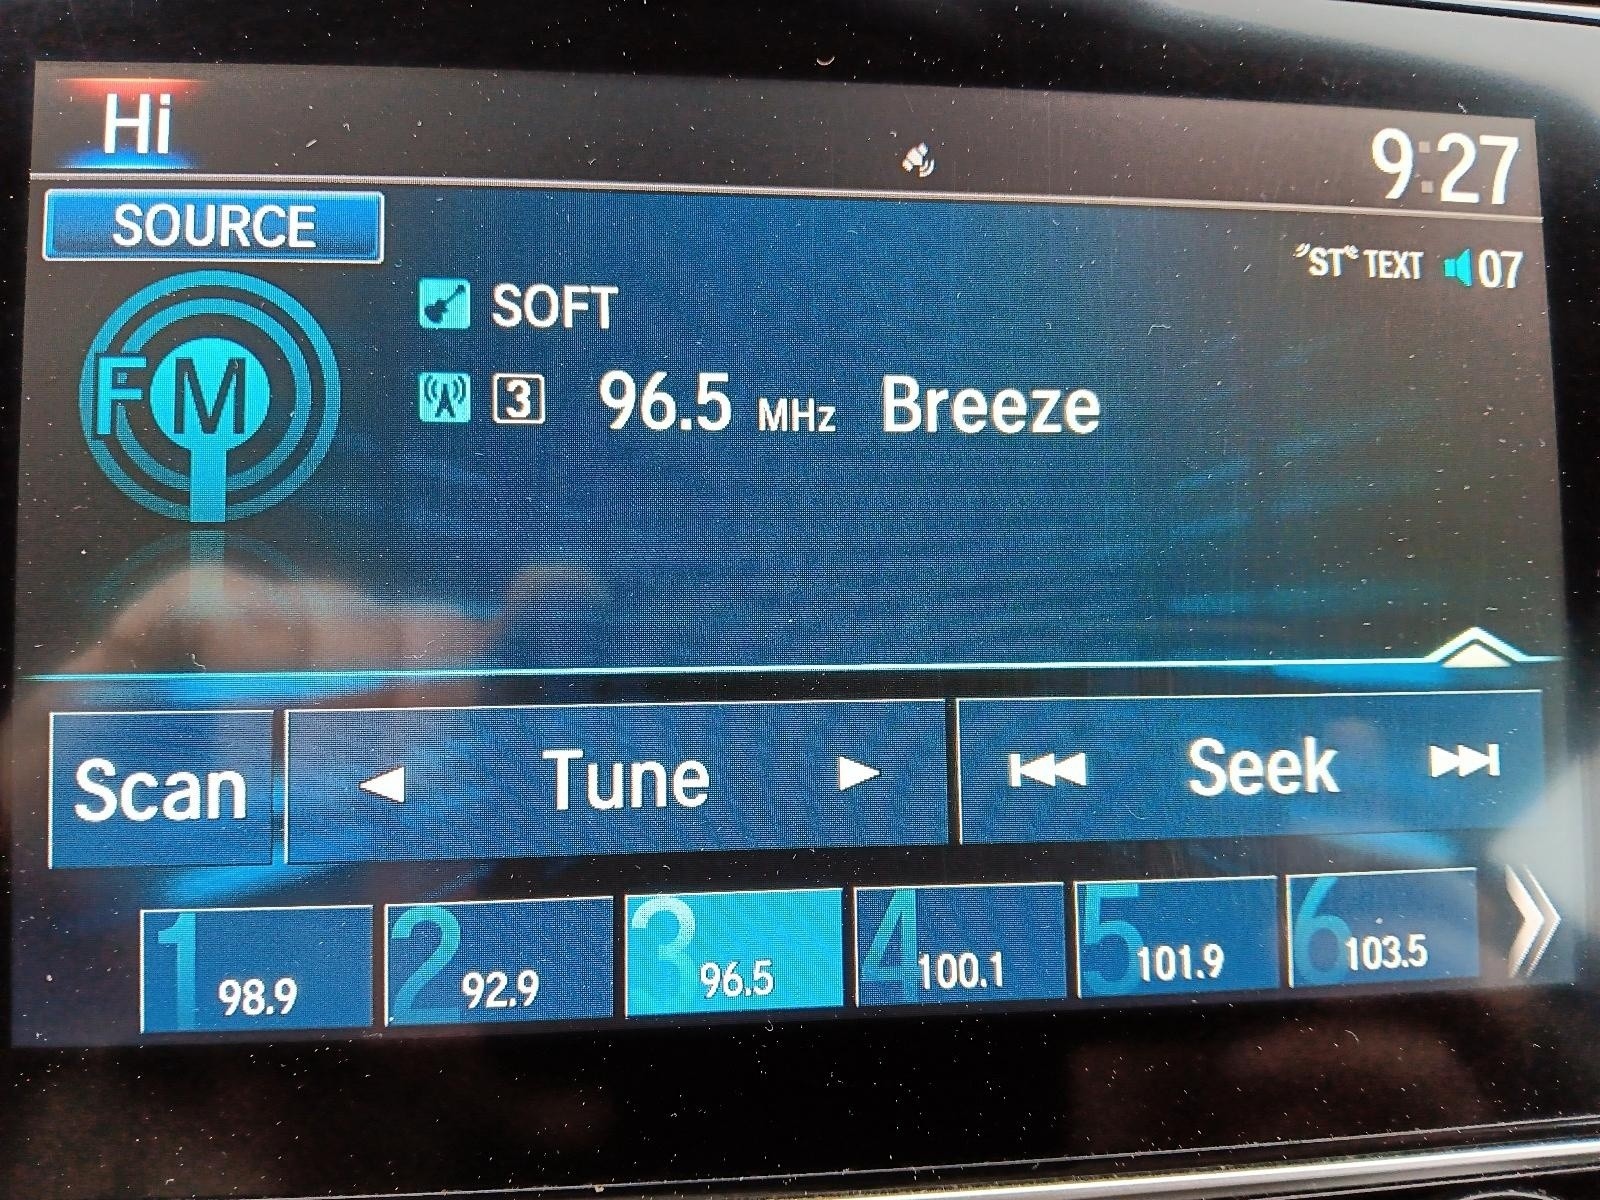 Hi
9:27
SOURCE
"ST" TEXT 07
FM
SOFT
3 96.5 MHz Breeze
Scan Tune Seek
1 98.9
2 92.9
3 96.5
4 100.1
5 101.9
6 103.5